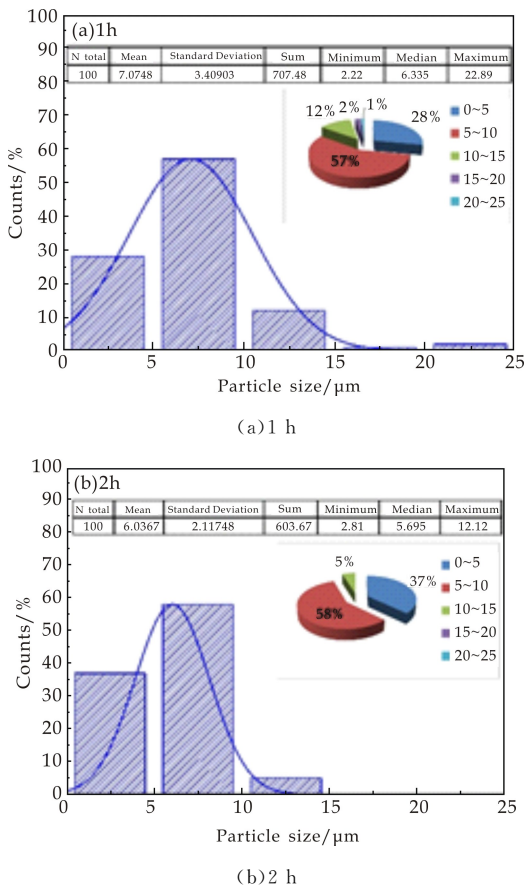 (a)1h
N total Mean Standard Deviation Sum Minimum Median Maximum
100 7.0748 3.40903 707.48 2.22 6.335 22.89
12% 2% 1% 28%
57%
0~5
5~10
10~15
15~20
20~25
Counts/%
100
90
80
70
60
50
40
30
20
10
0
0 5 10 15 20 25
Particle size/μm
(a)1 h
(b)2h
N total Mean Standard Deviation Sum Minimum Median Maximum
100 6.0367 2.11748 603.67 2.81 5.695 12.12
5% 37%
58%
0~5
5~10
10~15
15~20
20~25
Counts/%
100
90
80
70
60
50
40
30
20
10
0
0 5 10 15 20 25
Particle size/μm
(b)2 h